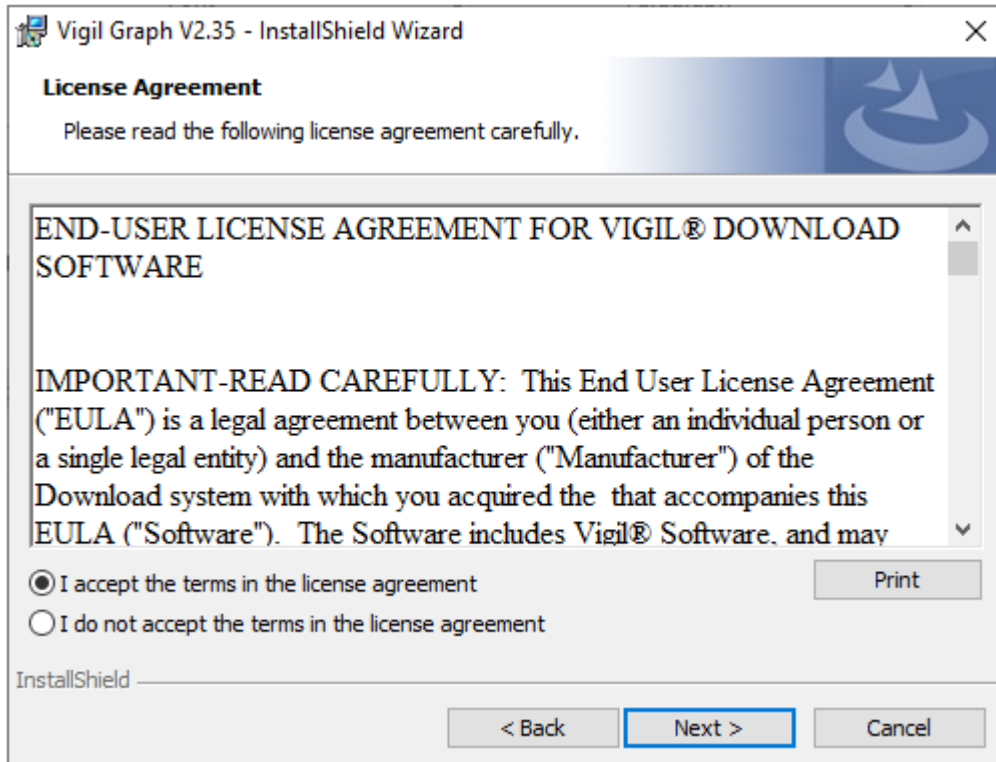 Vigil Graph V2.35 - InstallShield Wizard
License Agreement
Please read the following license agreement carefully.
END-USER LICENSE AGREEMENT FOR VIGIL® DOWNLOAD
SOFTWARE
IMPORTANT-READ CAREFULLY:  This End User License Agreement
("EULA") is a legal agreement between you (either an individual person or
a single legal entity) and the manufacturer ("Manufacturer") of the
Download system with which you acquired the  that accompanies this
EULA ("Software").  The Software includes Vigil® Software, and may
I accept the terms in the license agreement
Print
I do not accept the terms in the license agreement
InstallShield
< Back
Next >
Cancel